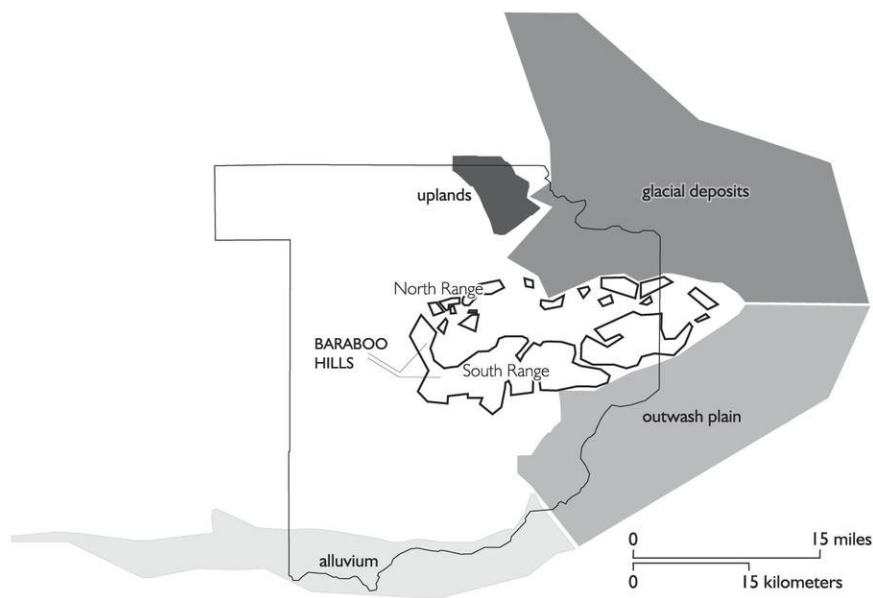 uplands
glacial deposits
North Range
BARABOO
HILLS
South Range
outwash plain
alluvium
0 15 miles
0 15 kilometers